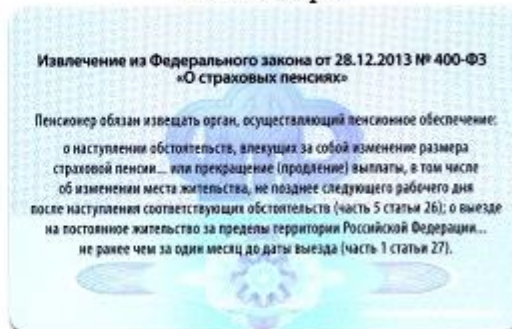 Извлечение из Федерального закона от 28.12.2013 № 400-ФЗ
«О страховых пенсиях»
Пенсионер обязан извещать орган, осуществляющий пенсионное обеспечение:
о наступлении обстоятельств, влекущих за собой изменение размера
страховой пенсии... или прекращение (продление) выплаты, в том числе
об изменении места жительства, не позднее следующего рабочего дня
после наступления соответствующих обстоятельств (часть 5 статьи 26); о выезде
на постоянное жительство за пределы территории Российской Федерации...
не ранее чем за один месяц до даты выезда (часть 1 статьи 27).